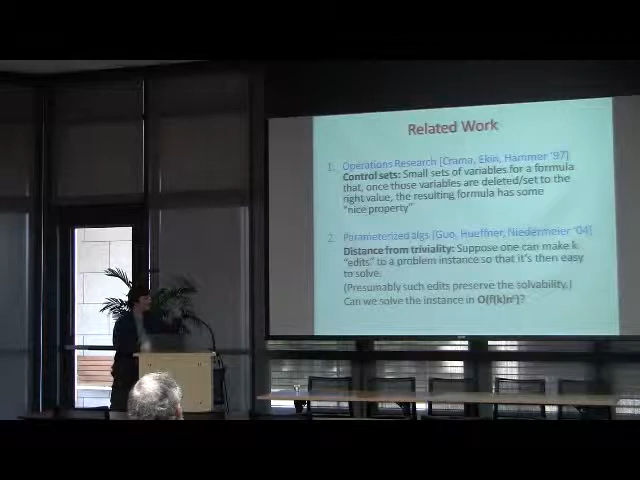 Related Work
1. Operations Research [Crama, Ekin, Hammer '97]
Control sets: Small sets of variables for a formula
that, once those variables are deleted/set to the
right value, the resulting formula has some
"nice property"
2. Parameterized algs [Guo, Hueffner, Niedermeier '04]
Distance from triviality: Suppose one can make k
"edits" to a problem instance so that it's then easy
to solve.
(Presumably such edits preserve the solvability.)
Can we solve the instance in O(f(k)nᶜ)?